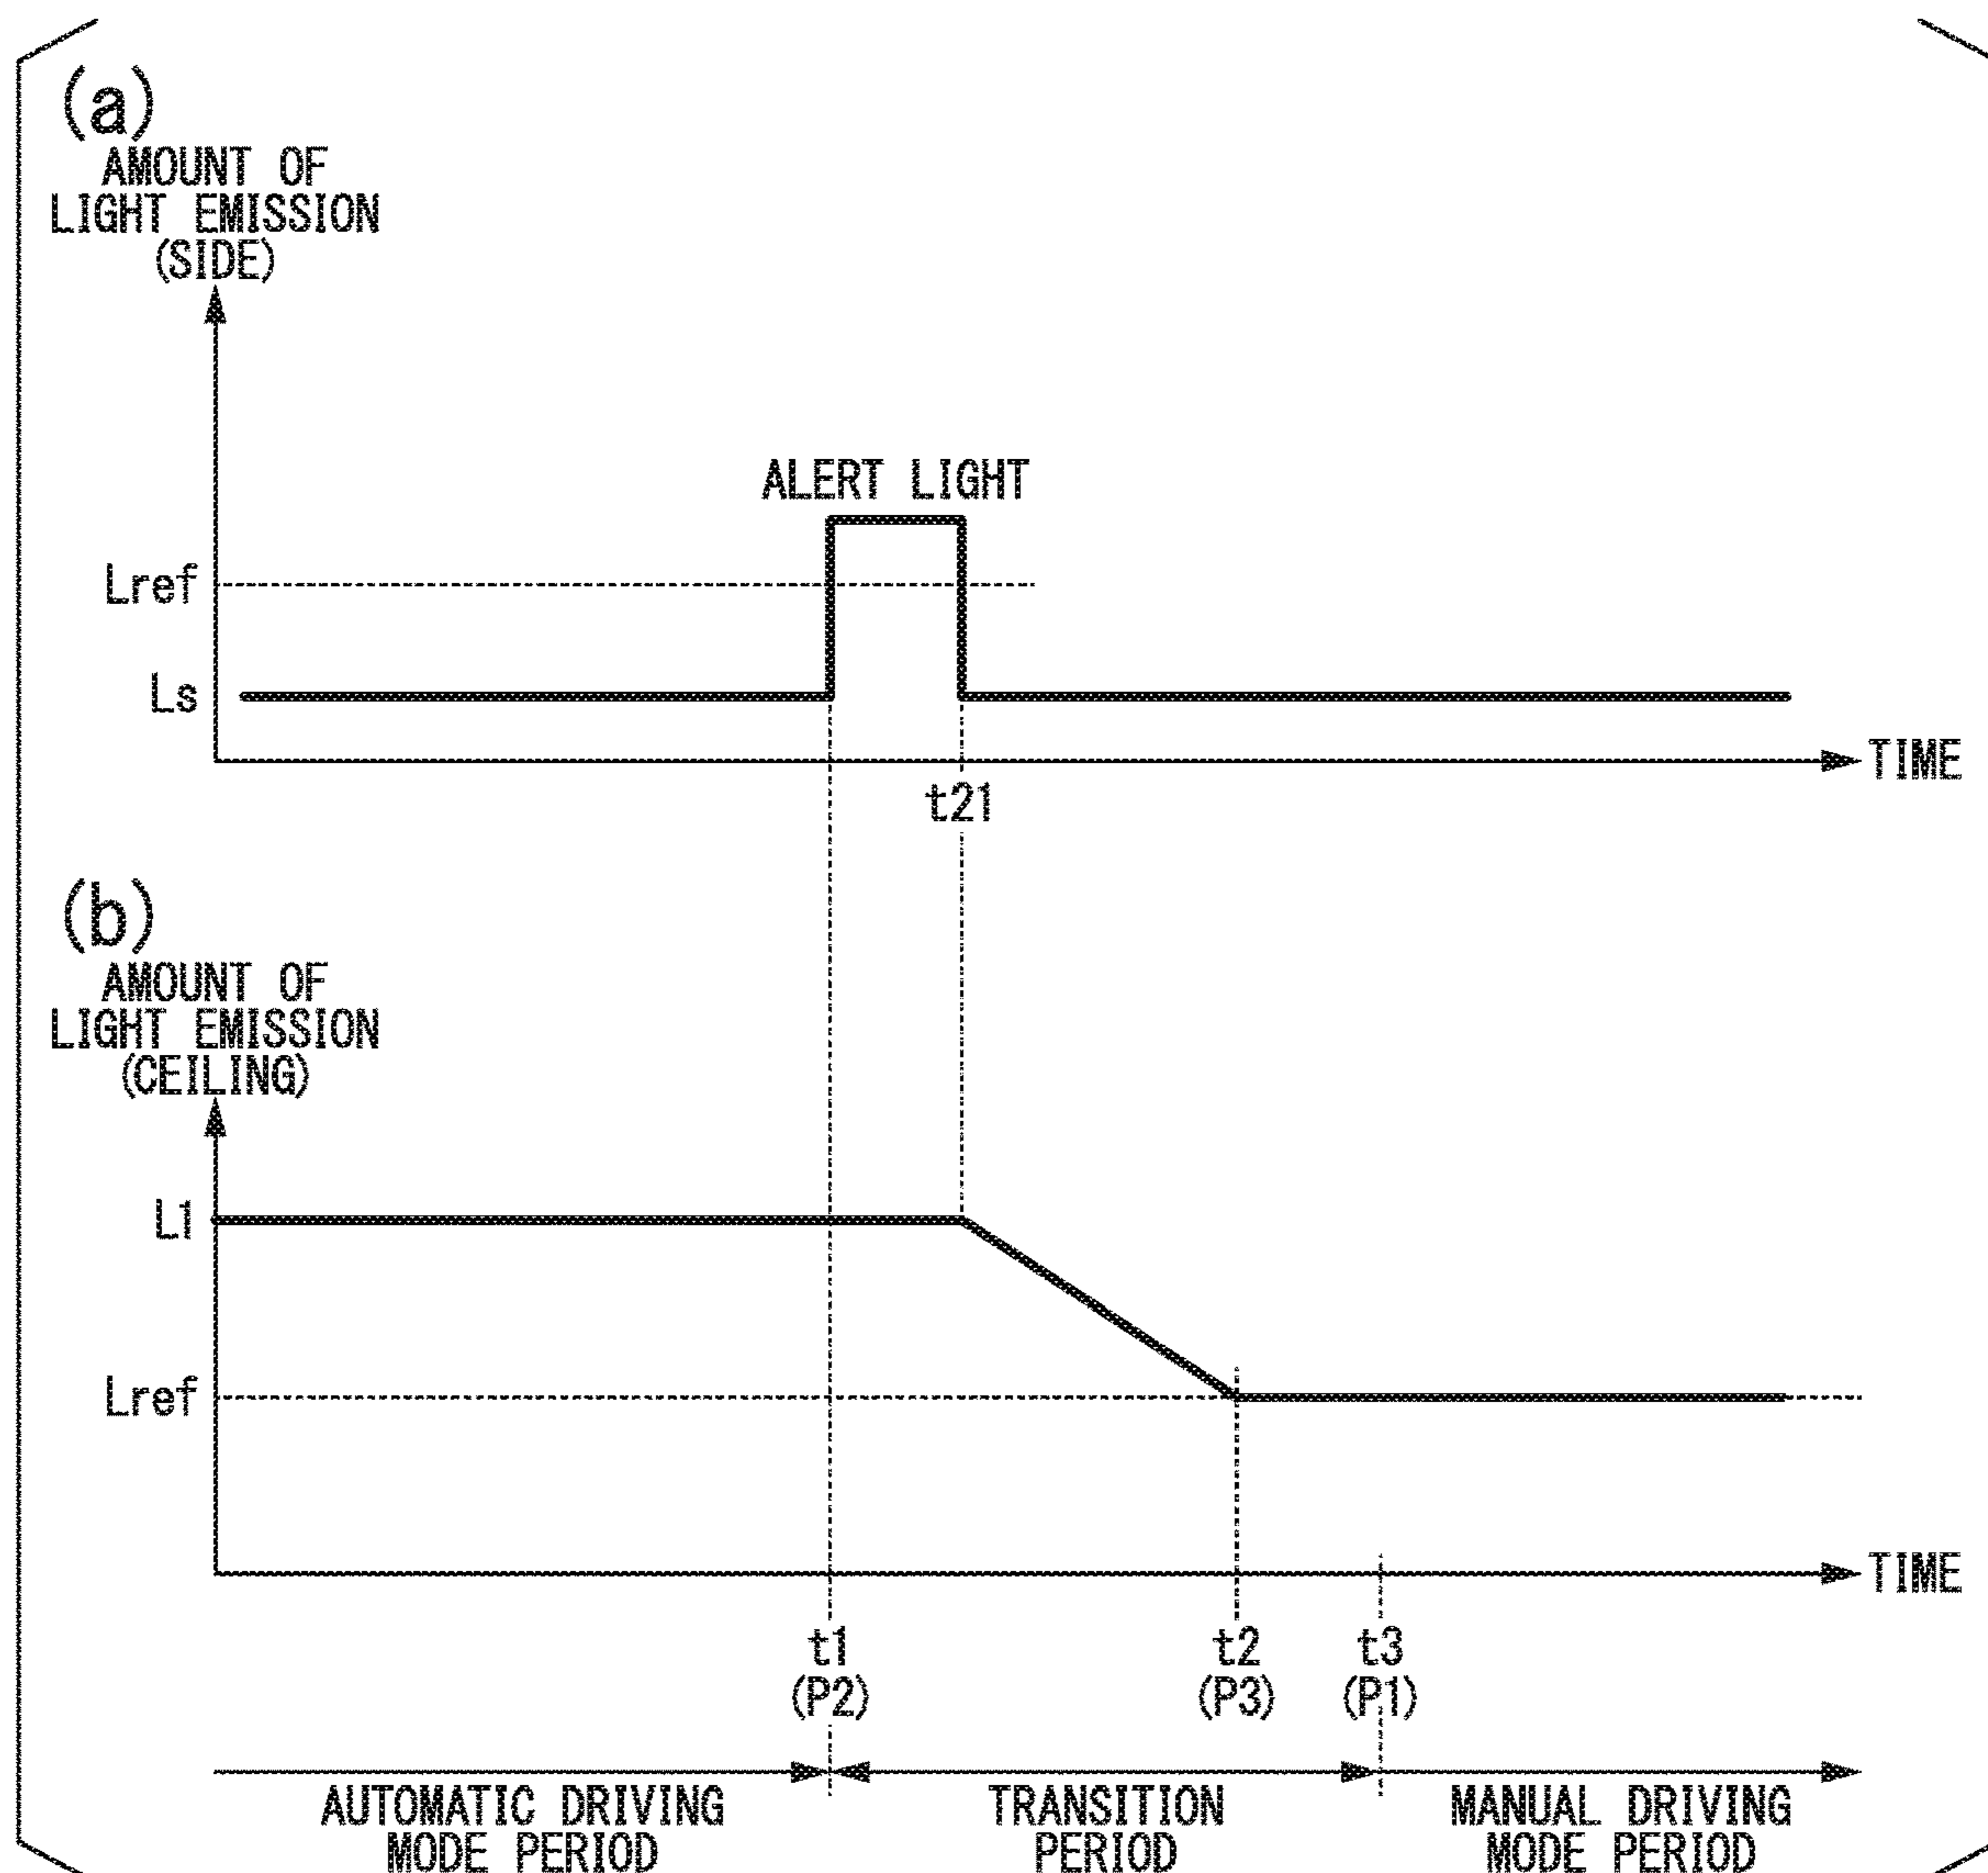 (a)
AMOUNT OF
LIGHT EMISSION
(SIDE)
ALERT LIGHT
Lref
Ls
TIME
t21
(b)
AMOUNT OF
LIGHT EMISSION
(CEILING)
L1
Lref
TIME
t1 t2 t3
(P2) (P3) (P1)
AUTOMATIC DRIVING TRANSITION MANUAL DRIVING
MODE PERIOD PERIOD MODE PERIOD